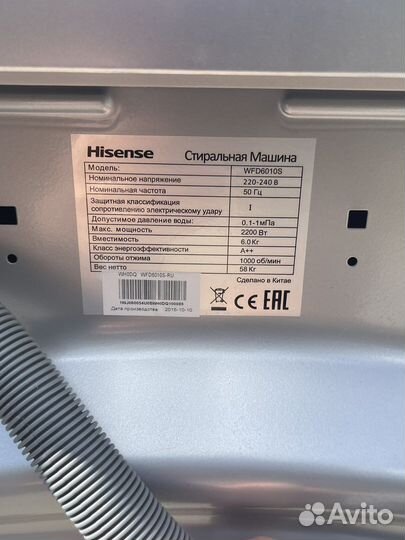 Hisense Стиральная Машина
Модель: WFD6010S
Номинальное напряжение 220-240 В
Номинальная частота 50 Гц
Защитная классификация
сопротивлению электрическому удару I
Допустимое давление воды: 0,1-1мПа
Макс. мощность 2200 Вт
Вместимость 6.0 Кг
Класс энергоэффективности A++
Обороты отжима 1000 об/мин
Вес нетто 58 Кг
WH0DQ WFD6010S-RU
Сделано в Китае
CE EAC
Дата производства 2016-10-10
Avito